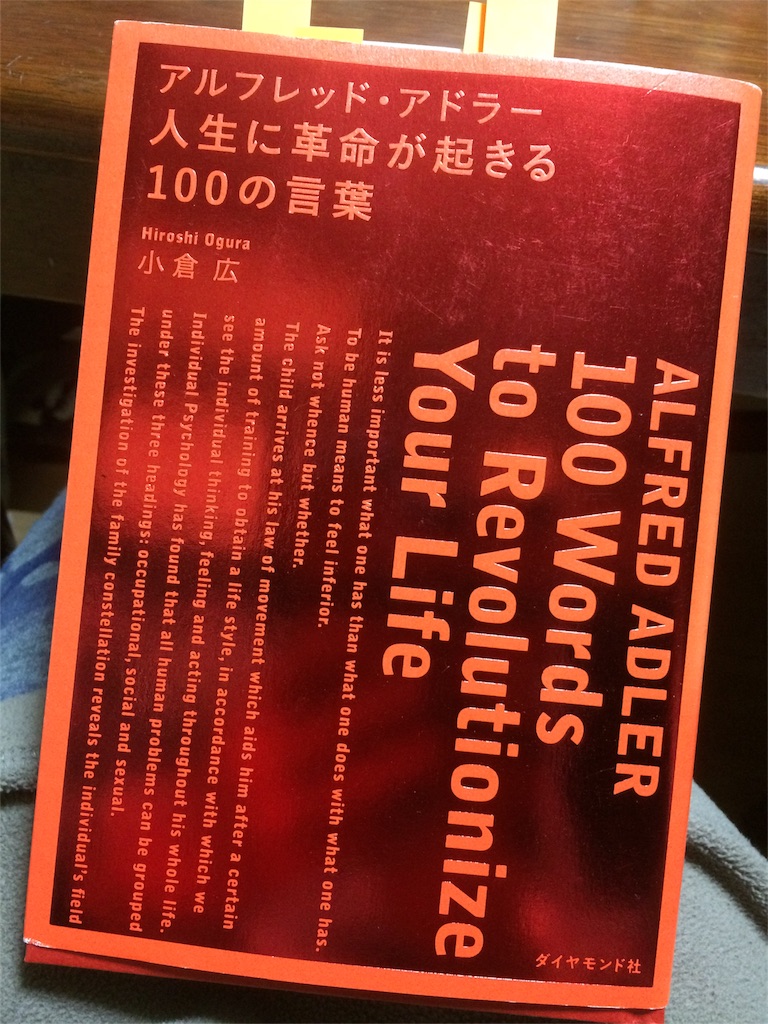 アルフレッド・アドラー
人生に革命が起きる
100の言葉
Hiroshi Ogura
小倉 広
ALFRED ADLER
100 Words
to Revolutionize
Your Life
It is less important what one has than what one does with what one has.
To be human means to feel inferior.
Ask not whence but whether.
The child arrives at his law of movement which aids him after a certain
amount of training to obtain a life style, in accordance with which we
see the individual thinking, feeling and acting throughout his whole life.
Individual Psychology has found that all human problems can be grouped
under these three headings: occupational, social and sexual.
The investigation of the family constellation reveals the individual's field
ダイヤモンド社